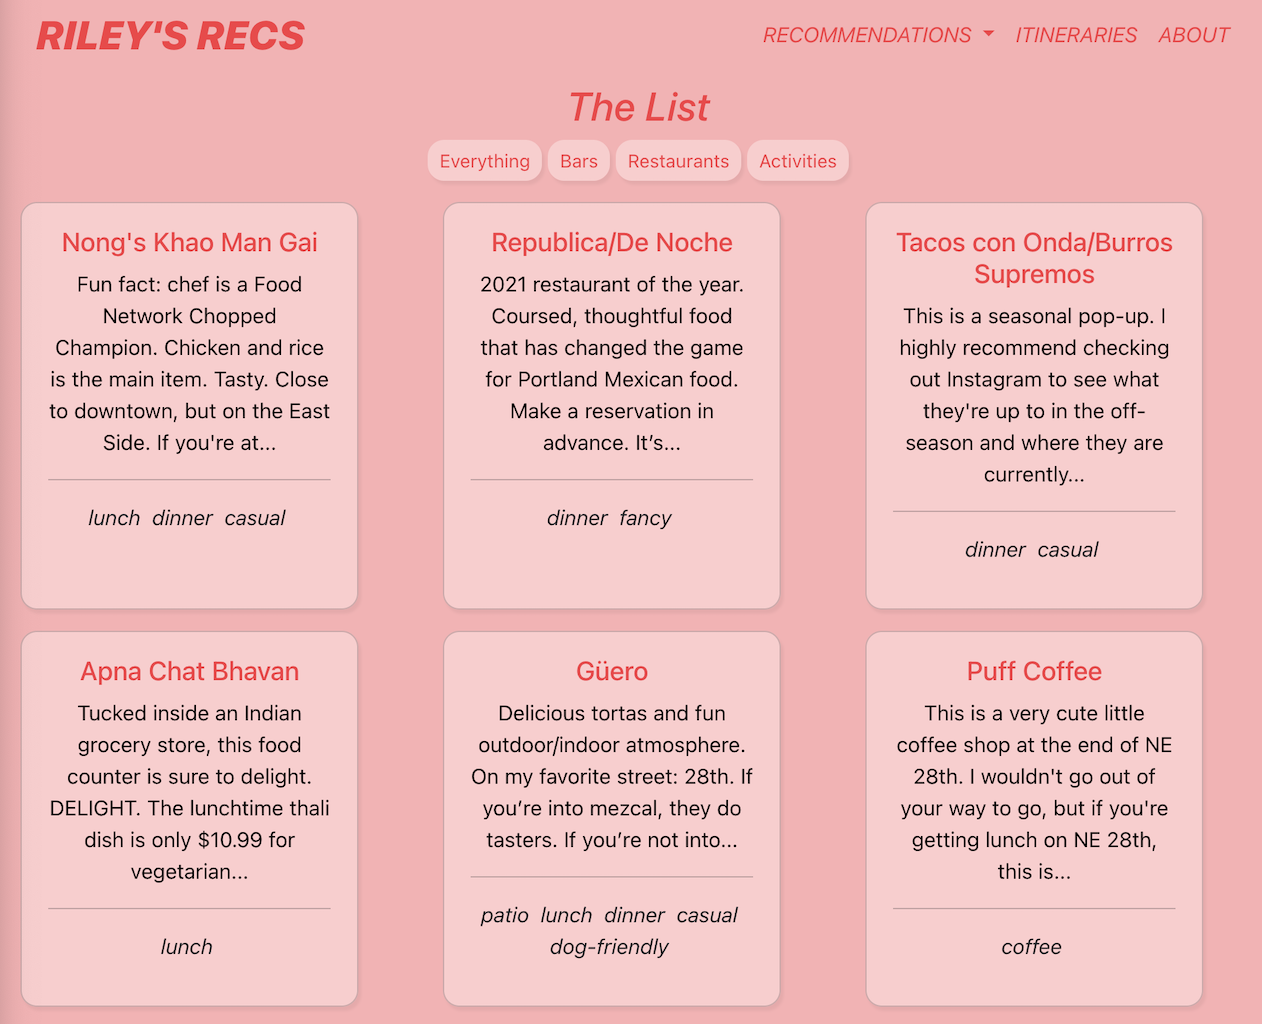 RILEY'S RECS
RECOMMENDATIONS ITINERARIES ABOUT
The List
Everything Bars Restaurants Activities
Nong's Khao Man Gai
Fun fact: chef is a Food
Network Chopped
Champion. Chicken and rice
is the main item. Tasty. Close
to downtown, but on the East
Side. If you're at...
lunch dinner casual
Republica/De Noche
2021 restaurant of the year.
Coursed, thoughtful food
that has changed the game
for Portland Mexican food.
Make a reservation in
advance. It’s...
dinner fancy
Tacos con Onda/Burros
Supremos
This is a seasonal pop-up. I
highly recommend checking
out Instagram to see what
they're up to in the off-
season and where they are
currently...
dinner casual
Apna Chat Bhavan
Tucked inside an Indian
grocery store, this food
counter is sure to delight.
DELIGHT. The lunchtime thali
dish is only $10.99 for
vegetarian...
lunch
Güero
Delicious tortas and fun
outdoor/indoor atmosphere.
On my favorite street: 28th. If
you’re into mezcal, they do
tasters. If you’re not into...
patio lunch dinner casual
dog-friendly
Puff Coffee
This is a very cute little
coffee shop at the end of NE
28th. I wouldn't go out of
your way to go, but if you're
getting lunch on NE 28th,
this is...
coffee